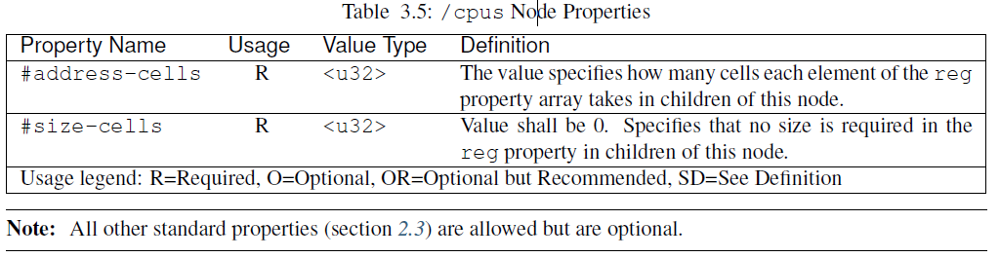 Table 3.5: /cpus Node Properties
Property Name Usage Value Type Definition
#address-cells R <u32> The value specifies how many cells each element of the reg
property array takes in children of this node.
#size-cells R <u32> Value shall be 0. Specifies that no size is required in the
reg property in children of this node.
Usage legend: R=Required, O=Optional, OR=Optional but Recommended, SD=See Definition
Note: All other standard properties (section 2.3) are allowed but are optional.